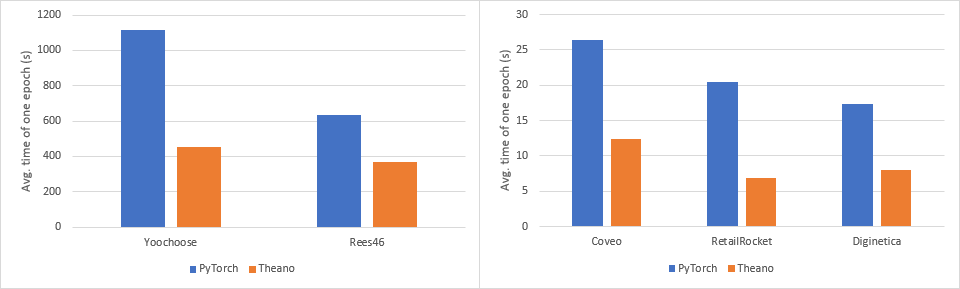 Avg. time of one epoch (s)
1200
1000
800
600
400
200
0
Yoochoose Rees46
PyTorch Theano
Avg. time of one epoch (s)
30
25
20
15
10
5
0
Coveo RetailRocket Diginetica
PyTorch Theano